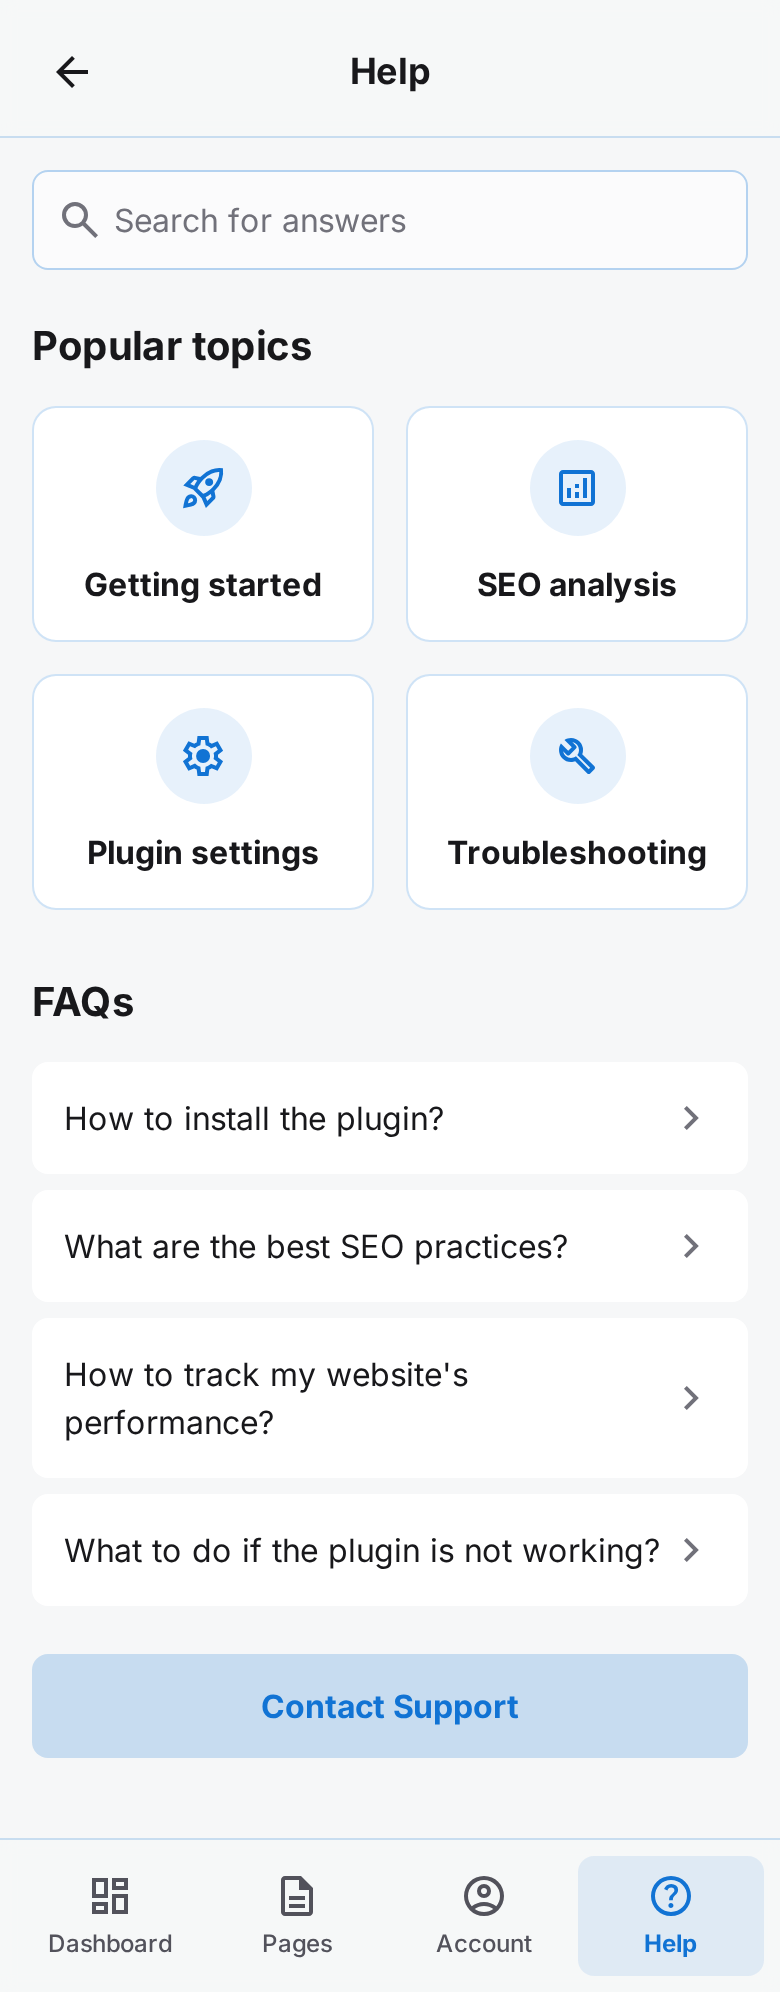 Help
Search for answers
Popular topics
Getting started
SEO analysis
Plugin settings
Troubleshooting
FAQs
How to install the plugin?
What are the best SEO practices?
How to track my website's
performance?
What to do if the plugin is not working?
Contact Support
Dashboard
Pages
Account
Help